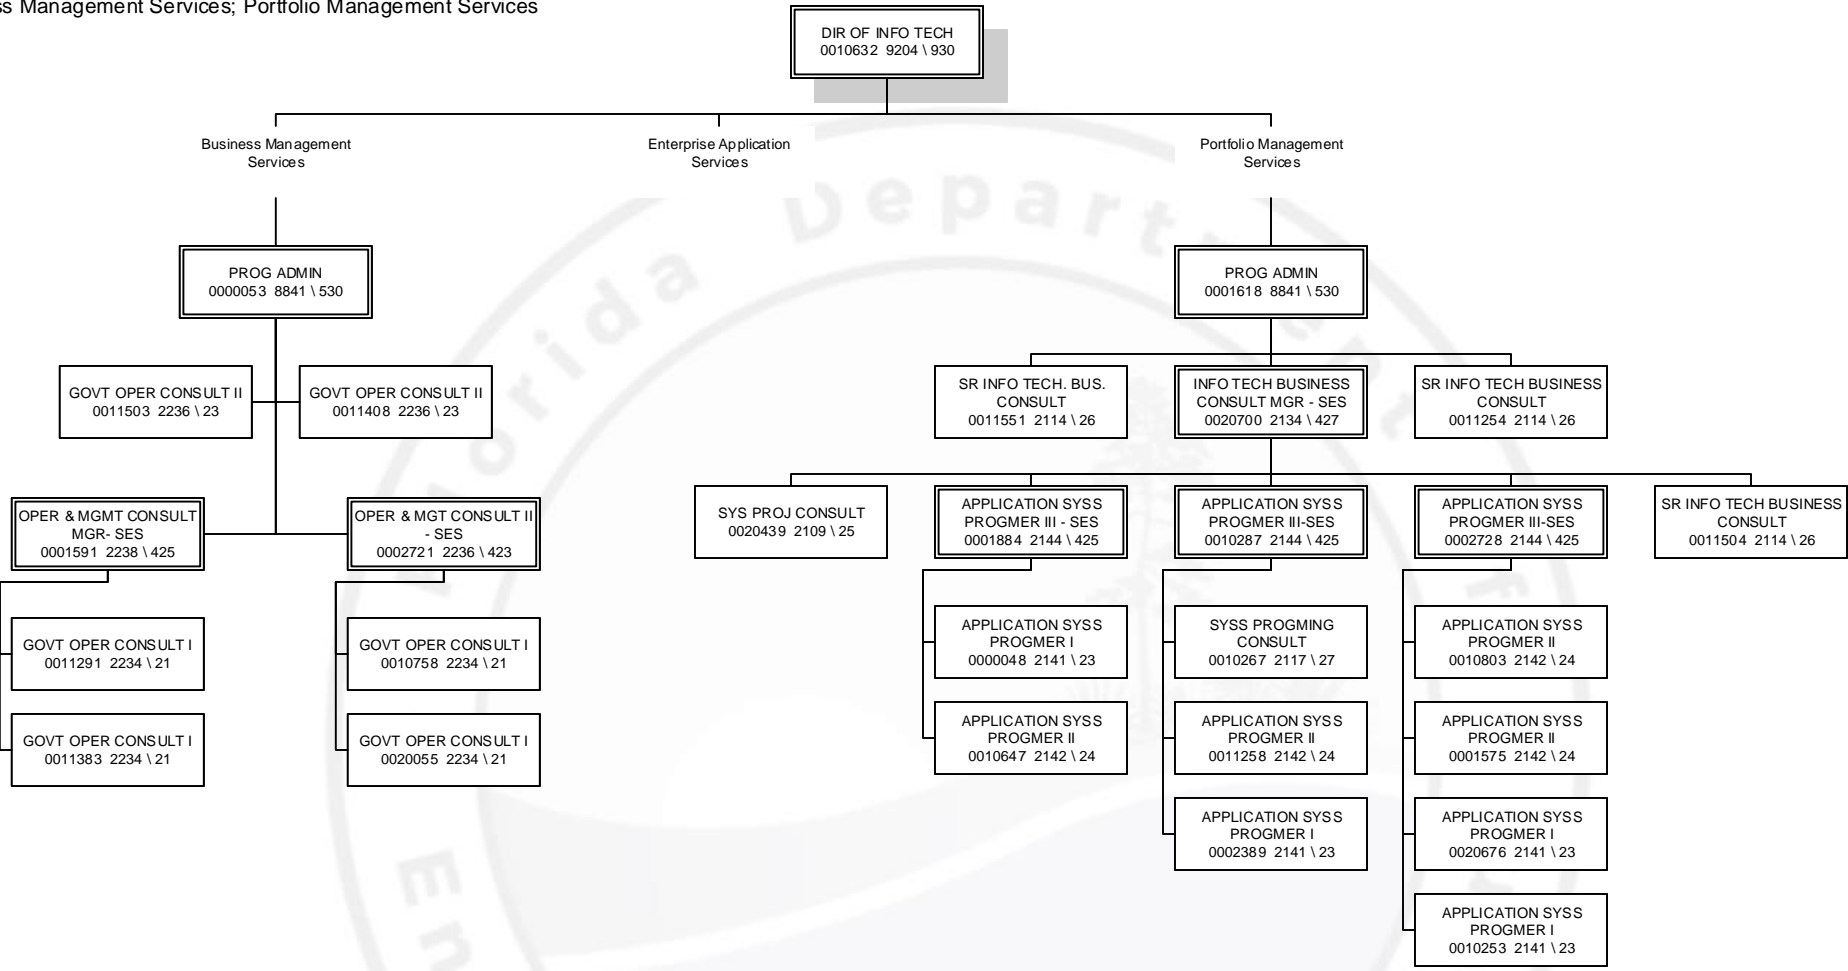 ss Management Services; Portfolio Management Services
DIR OF INFO TECH
0010632 9204 \ 930
Business Management
Services
Enterprise Application
Services
Portfolio Management
Services
PROG ADMIN
0000053 8841 \ 530
PROG ADMIN
0001618 8841 \ 530
GOVT OPER CONSULT II
0011503 2236 \ 23
GOVT OPER CONSULT II
0011408 2236 \ 23
SR INFO TECH. BUS.
CONSULT
0011551 2114 \ 26
INFO TECH BUSINESS
CONSULT MGR - SES
0020700 2134 \ 427
SR INFO TECH BUSINESS
CONSULT
0011254 2114 \ 26
OPER & MGMT CONSULT
MGR- SES
0001591 2238 \ 425
OPER & MGT CONSULT II
- SES
0002721 2236 \ 423
SYS PROJ CONSULT
0020439 2109 \ 25
APPLICATION SYSS
PROGMER III - SES
0001884 2144 \ 425
APPLICATION SYSS
PROGMER III-SES
0010287 2144 \ 425
APPLICATION SYSS
PROGMER III-SES
0002728 2144 \ 425
SR INFO TECH BUSINESS
CONSULT
0011504 2114 \ 26
GOVT OPER CONSULT I
0011291 2234 \ 21
GOVT OPER CONSULT I
0010758 2234 \ 21
APPLICATION SYSS
PROGMER I
0000048 2141 \ 23
SYSS PROGMING
CONSULT
0010267 2117 \ 27
APPLICATION SYSS
PROGMER II
0010803 2142 \ 24
GOVT OPER CONSULT I
0011383 2234 \ 21
GOVT OPER CONSULT I
0020055 2234 \ 21
APPLICATION SYSS
PROGMER II
0010647 2142 \ 24
APPLICATION SYSS
PROGMER II
0011258 2142 \ 24
APPLICATION SYSS
PROGMER II
0001575 2142 \ 24
APPLICATION SYSS
PROGMER I
0002389 2141 \ 23
APPLICATION SYSS
PROGMER I
0020676 2141 \ 23
APPLICATION SYSS
PROGMER I
0010253 2141 \ 23